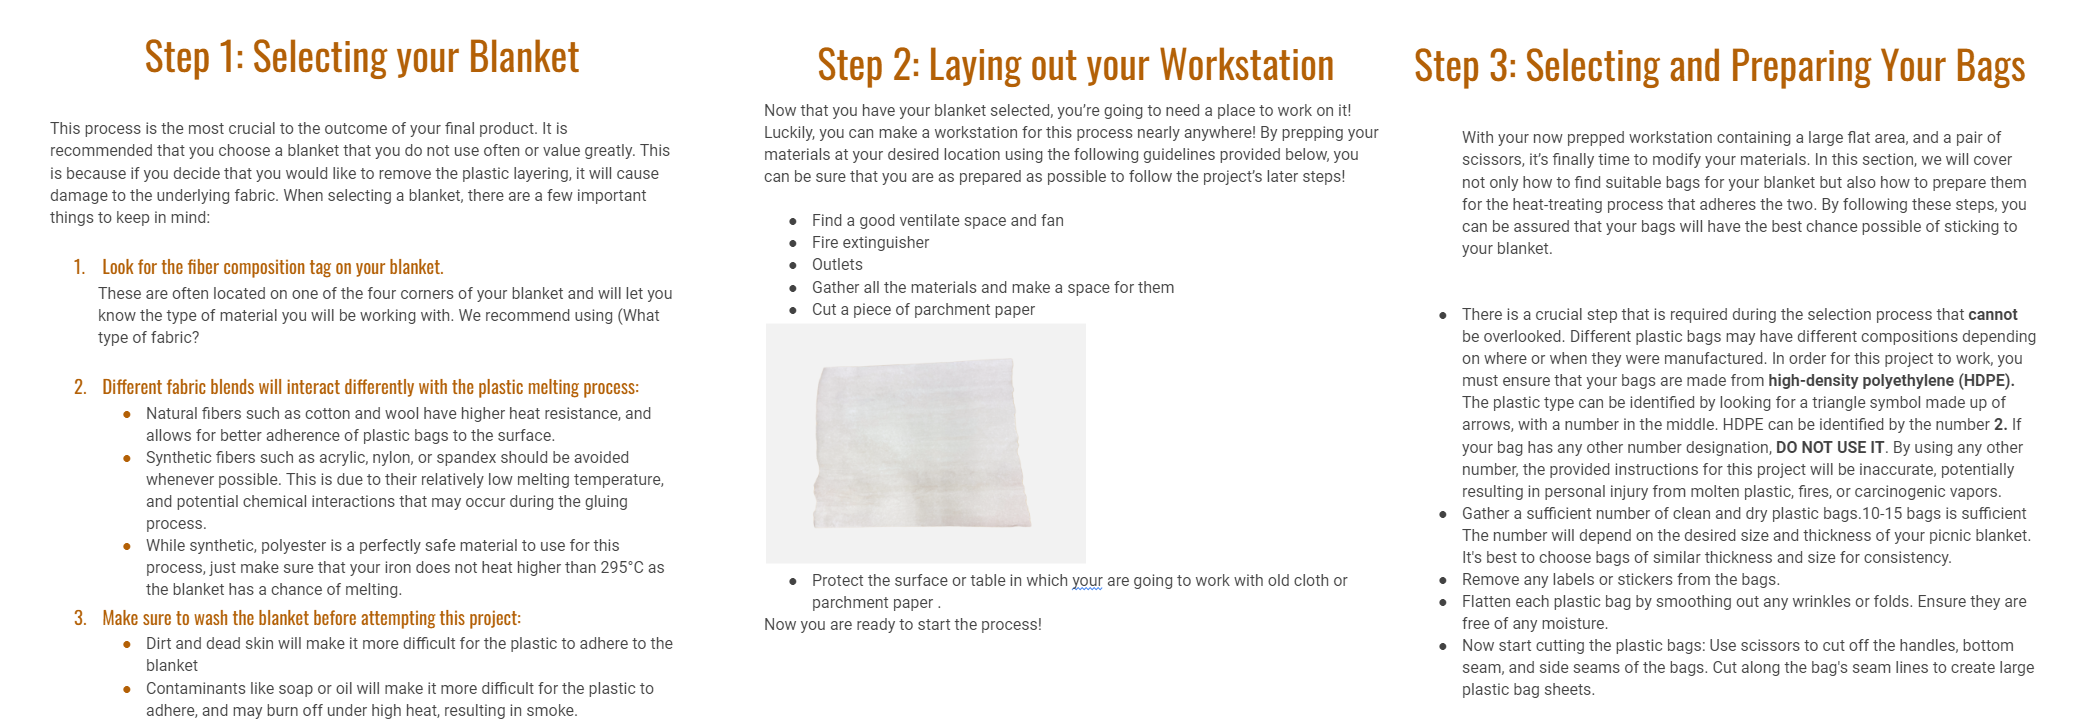 Step 1: Selecting your Blanket
This process is the most crucial to the outcome of your final product. It is
recommended that you choose a blanket that you do not use often or value greatly. This
is because if you decide that you would like to remove the plastic layering, it will cause
damage to the underlying fabric. When selecting a blanket, there are a few important
things to keep in mind:
1. Look for the fiber composition tag on your blanket.
These are often located on one of the four corners of your blanket and will let you
know the type of material you will be working with. We recommend using (What
type of fabric?
2. Different fabric blends will interact differently with the plastic melting process:
● Natural fibers such as cotton and wool have higher heat resistance, and
allows for better adherence of plastic bags to the surface.
● Synthetic fibers such as acrylic, nylon, or spandex should be avoided
whenever possible. This is due to their relatively low melting temperature,
and potential chemical interactions that may occur during the gluing
process.
● While synthetic, polyester is a perfectly safe material to use for this
process, just make sure that your iron does not heat higher than 295°C as
the blanket has a chance of melting.
3. Make sure to wash the blanket before attempting this project:
● Dirt and dead skin will make it more difficult for the plastic to adhere to the
blanket
● Contaminants like soap or oil will make it more difficult for the plastic to
adhere, and may burn off under high heat, resulting in smoke.
Step 2: Laying out your Workstation
Now that you have your blanket selected, you're going to need a place to work on it!
Luckily, you can make a workstation for this process nearly anywhere! By prepping your
materials at your desired location using the following guidelines provided below, you
can be sure that you are as prepared as possible to follow the project's later steps!
● Find a good ventilate space and fan
● Fire extinguisher
● Outlets
● Gather all the materials and make a space for them
● Cut a piece of parchment paper
● Protect the surface or table in which your are going to work with old cloth or
parchment paper .
Now you are ready to start the process!
Step 3: Selecting and Preparing Your Bags
With your now prepped workstation containing a large flat area, and a pair of
scissors, it's finally time to modify your materials. In this section, we will cover
not only how to find suitable bags for your blanket but also how to prepare them
for the heat-treating process that adheres the two. By following these steps, you
can be assured that your bags will have the best chance possible of sticking to
your blanket.
● There is a crucial step that is required during the selection process that cannot
be overlooked. Different plastic bags may have different compositions depending
on where or when they were manufactured. In order for this project to work, you
must ensure that your bags are made from high-density polyethylene (HDPE).
The plastic type can be identified by looking for a triangle symbol made up of
arrows, with a number in the middle. HDPE can be identified by the number 2. If
your bag has any other number designation, DO NOT USE IT. By using any other
number, the provided instructions for this project will be inaccurate, potentially
resulting in personal injury from molten plastic, fires, or carcinogenic vapors.
● Gather a sufficient number of clean and dry plastic bags.10-15 bags is sufficient
The number will depend on the desired size and thickness of your picnic blanket.
It's best to choose bags of similar thickness and size for consistency.
● Remove any labels or stickers from the bags.
● Flatten each plastic bag by smoothing out any wrinkles or folds. Ensure they are
free of any moisture.
● Now start cutting the plastic bags: Use scissors to cut off the handles, bottom
seam, and side seams of the bags. Cut along the bag's seam lines to create large
plastic bag sheets.